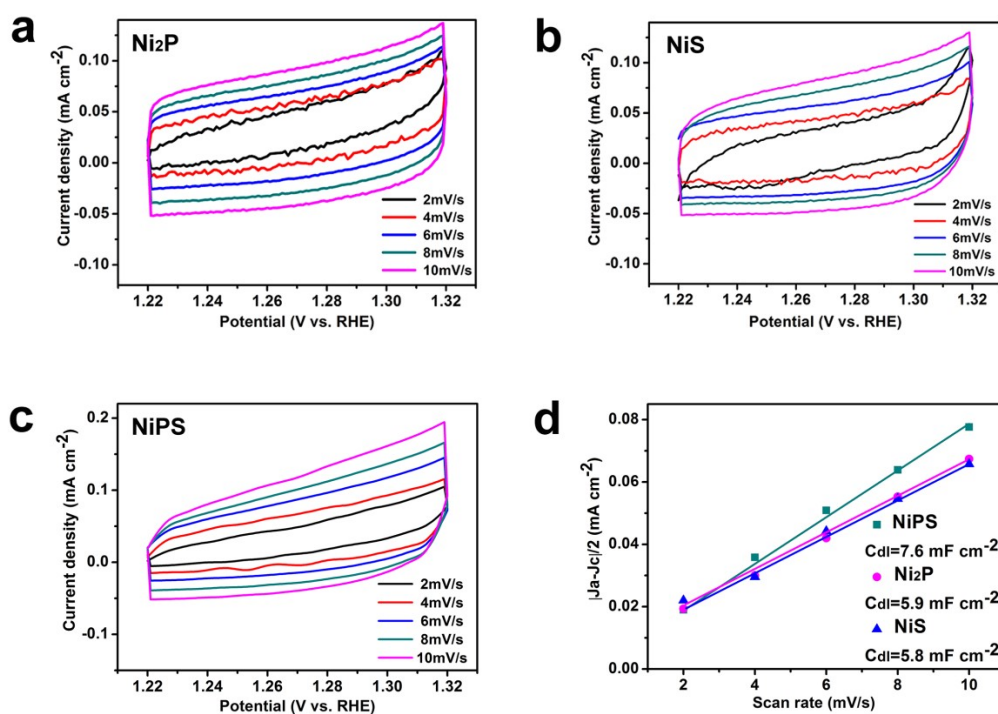 a
Ni2P
Current density (mA cm-2)
0.10
0.05
0.00
-0.05
-0.10
2mV/s
4mV/s
6mV/s
8mV/s
10mV/s
1.22 1.24 1.26 1.28 1.30 1.32
Potential (V vs. RHE)
b
NiS
Current density (mA cm-2)
0.10
0.05
0.00
-0.05
-0.10
2mV/s
4mV/s
6mV/s
8mV/s
10mV/s
1.22 1.24 1.26 1.28 1.30 1.32
Potential (V vs. RHE)
c
NiPS
Current density (mA cm-2)
0.2
0.1
0.0
-0.1
2mV/s
4mV/s
6mV/s
8mV/s
10mV/s
1.22 1.24 1.26 1.28 1.30 1.32
Potential (V vs. RHE)
d
|Ja-Jc|/2 (mA cm-2)
0.08
0.06
0.04
0.02
0.00
NiPS
Cdl=7.6 mF cm-2
Ni2P
Cdl=5.9 mF cm-2
NiS
Cdl=5.8 mF cm-2
2 4 6 8 10
Scan rate (mV/s)